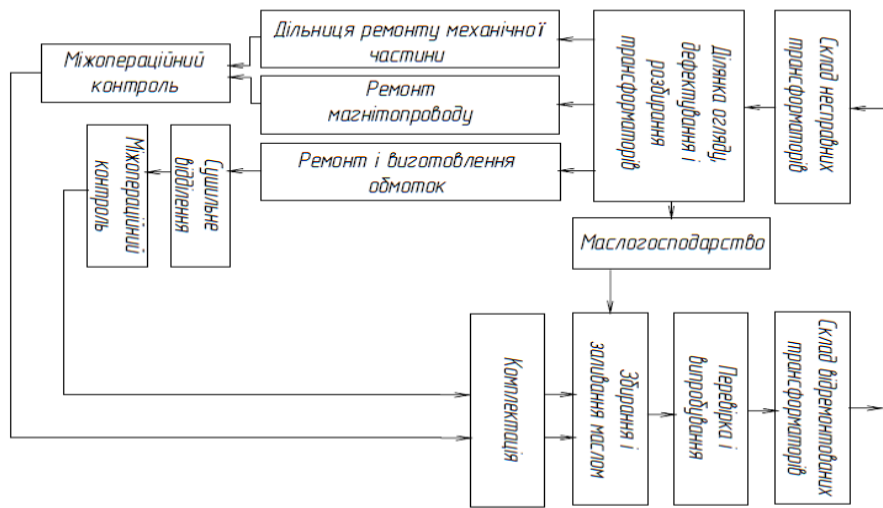 Дільниця ремонту механічної
частини
Міжопераційний
контроль
Ремонт
магнітопроводу
Ремонт і виготовлення
обмоток
Ділянка огляду,
дефектування і
розбирання
трансформаторів
Склад несправних
трансформаторів
Міжопераційний
контроль
Сушильне
відділення
Маслогосподарство
Комплектація
Збирання і
заливання маслом
Перевірка і
випробування
Склад відремонтованих
трансформаторів